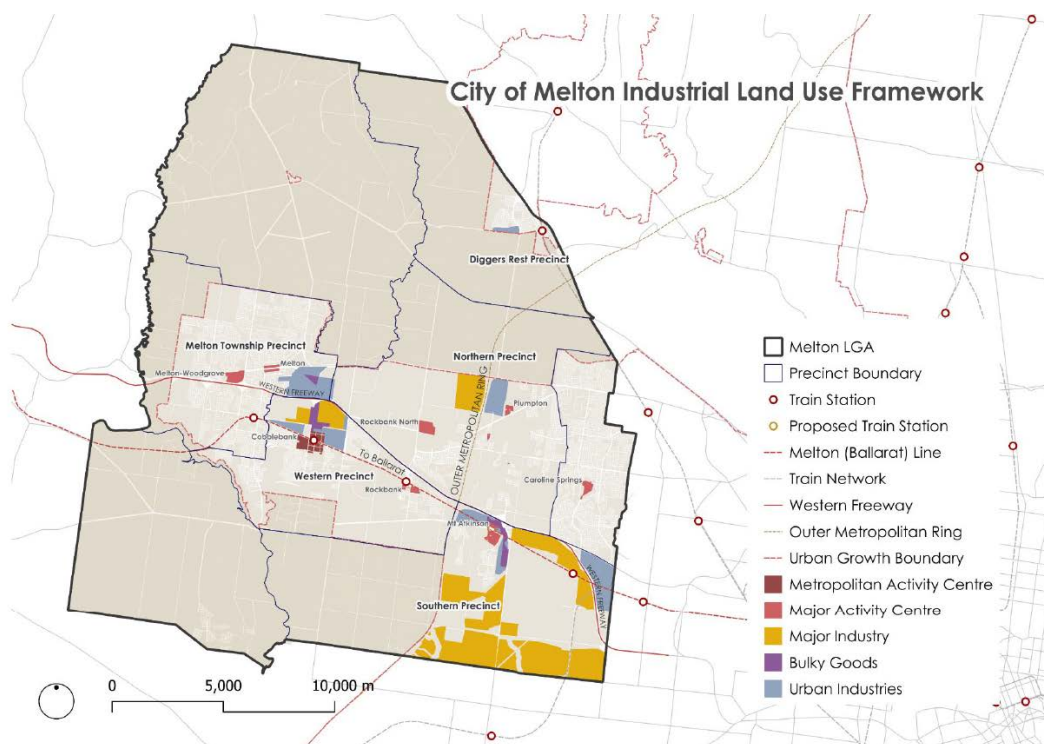 City of Melton Industrial Land Use Framework
Diggers Rest Precinct
Melton Township Precinct
Northern Precinct
Melton
Melton-Woodgrove
WESTERN FREEWAY
OUTER METROPOLITAN RING
Plumpton
Rockbank North
Cobblebank
To Ballarat
Western Precinct
Rockbank
Caroline Springs
Mt Atkinson
WESTERN FREEWAY
Southern Precinct
Melton LGA
Precinct Boundary
Train Station
Proposed Train Station
Melton (Ballarat) Line
Train Network
Western Freeway
Outer Metropolitan Ring
Urban Growth Boundary
Metropolitan Activity Centre
Major Activity Centre
Major Industry
Bulky Goods
Urban Industries
0 5,000 10,000 m